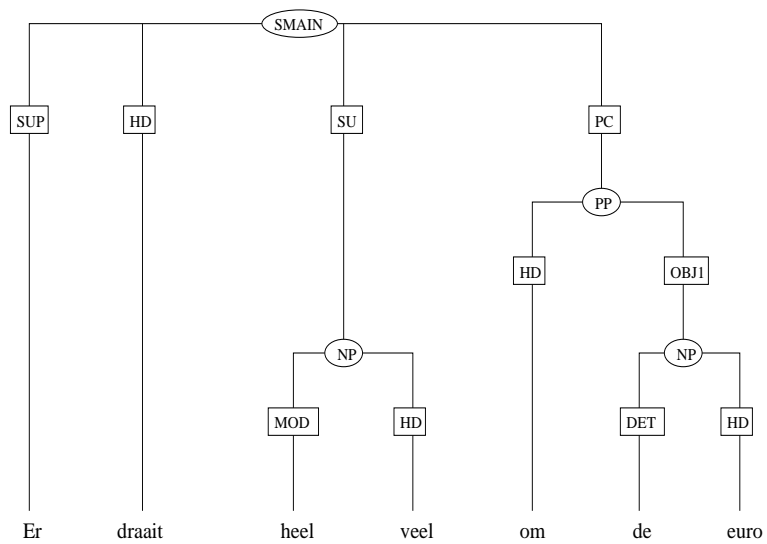 SMAIN
SUP HD SU PC
PP
HD OBJ1
NP NP
MOD HD DET HD
Er draait heel veel om de euro